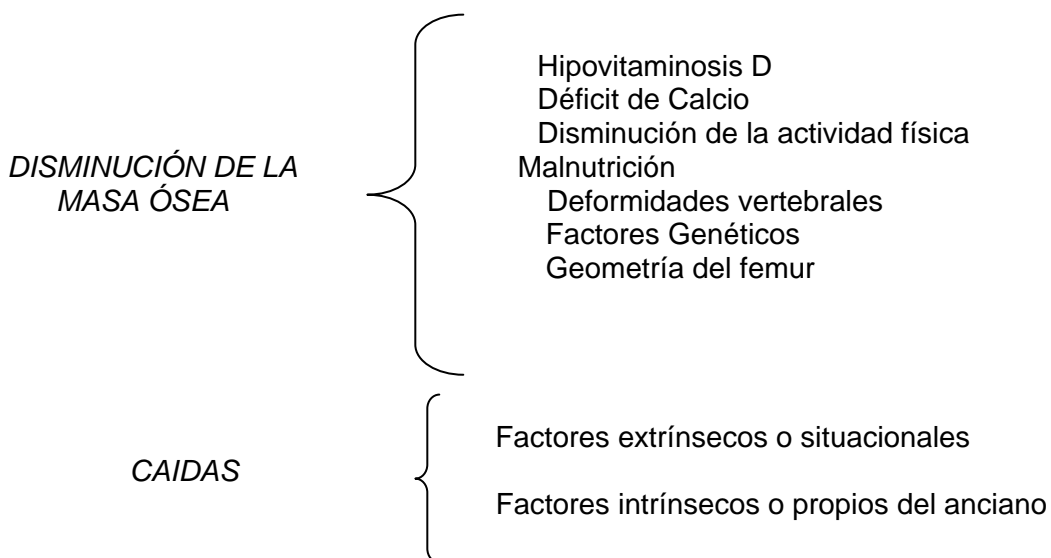 DISMINUCIÓN DE LA
MASA ÓSEA
Hipovitaminosis D
Déficit de Calcio
Disminución de la actividad física
Malnutrición
Deformidades vertebrales
Factores Genéticos
Geometría del femur
CAIDAS
Factores extrínsecos o situacionales
Factores intrínsecos o propios del anciano